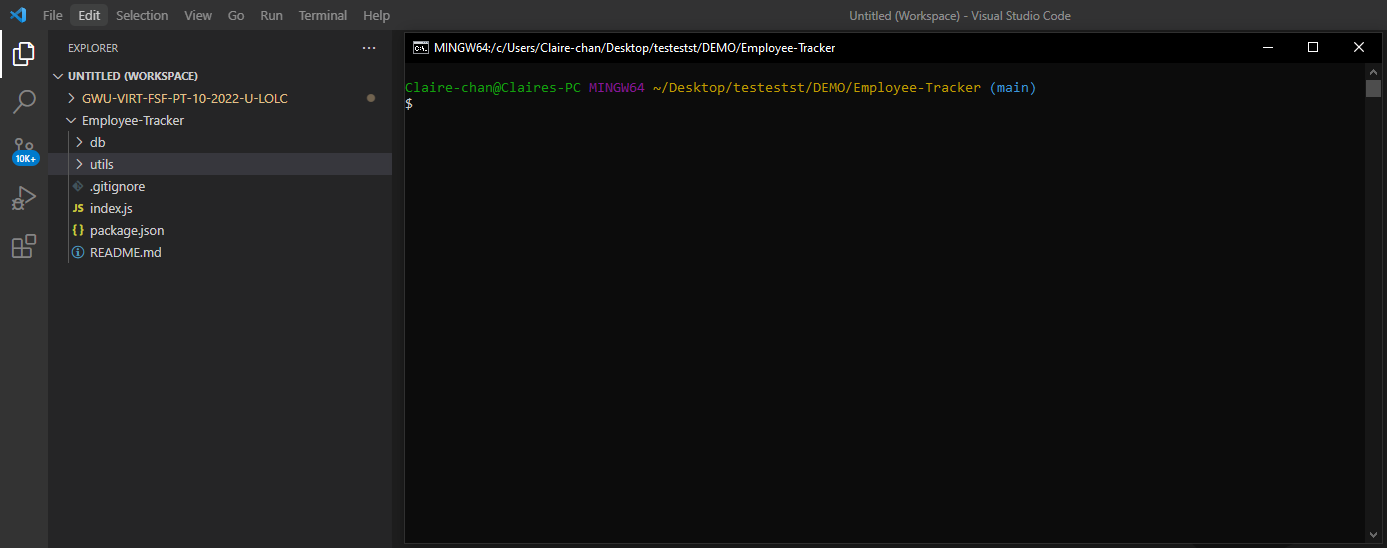 File Edit Selection View Go Run Terminal Help Untitled (Workspace) - Visual Studio Code
EXPLORER
UNTITLED (WORKSPACE)
GWU-VIRT-FSF-PT-10-2022-U-LOLC
Employee-Tracker
db
utils
.gitignore
JS index.js
{} package.json
README.md
10K+
MINGW64:/c/Users/Claire-chan/Desktop/testestst/DEMO/Employee-Tracker
Claire-chan@Claires-PC MINGW64 ~/Desktop/testestst/DEMO/Employee-Tracker (main)
$